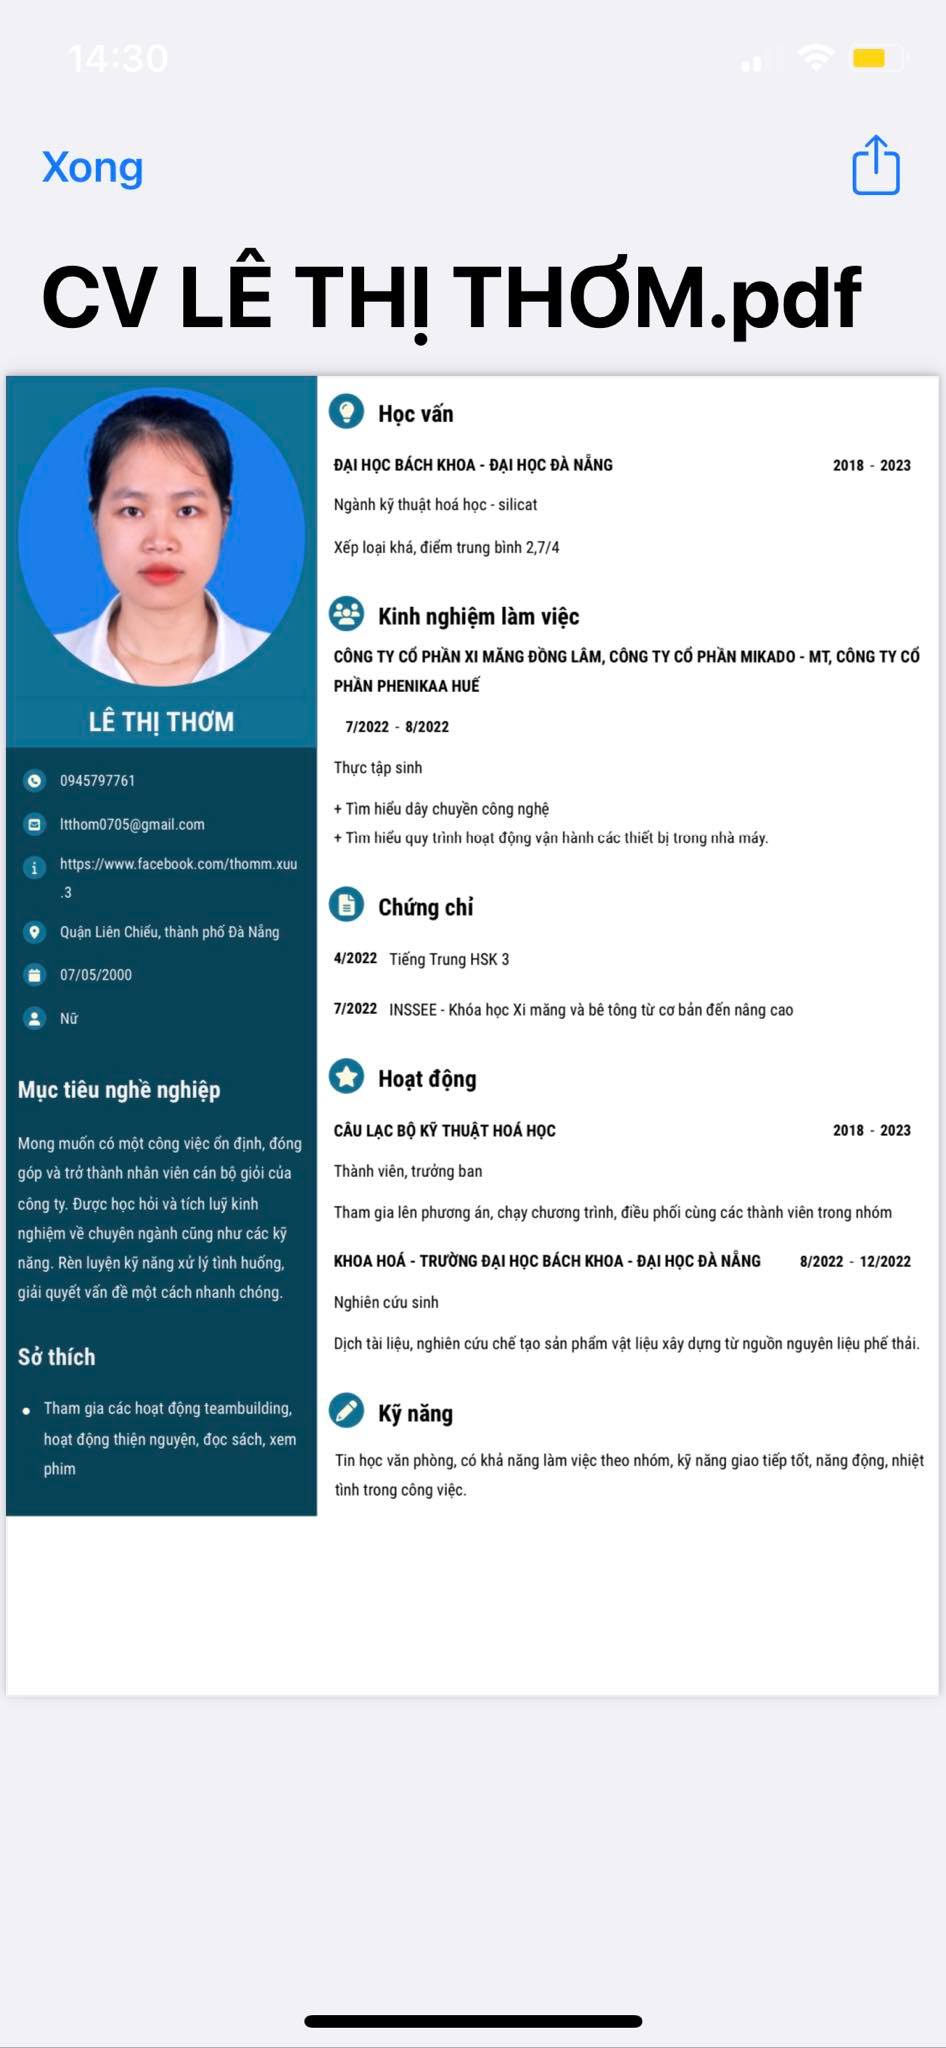 14:30
Xong
CV LÊ THỊ THƠM.pdf
LÊ THỊ THƠM
0945797761
ltthom0705@gmail.com
https://www.facebook.com/thomm.xuu
.3
Quận Liên Chiểu, thành phố Đà Nẵng
07/05/2000
Nữ
Mục tiêu nghề nghiệp
Mong muốn có một công việc ổn định, đóng
góp và trở thành nhân viên cán bộ giỏi của
công ty. Được học hỏi và tích luỹ kinh
nghiệm về chuyên ngành cũng như các kỹ
năng. Rèn luyện kỹ năng xử lý tình huống,
giải quyết vấn đề một cách nhanh chóng.
Sở thích
Tham gia các hoạt động teambuilding,
hoạt động thiện nguyện, đọc sách, xem
phim
Học vấn
ĐẠI HỌC BÁCH KHOA - ĐẠI HỌC ĐÀ NẴNG 2018 - 2023
Ngành kỹ thuật hoá học - silicat
Xếp loại khá, điểm trung bình 2,7/4
Kinh nghiệm làm việc
CÔNG TY CỔ PHẦN XI MĂNG ĐỒNG LÂM, CÔNG TY CỔ PHẦN MIKADO - MT, CÔNG TY CỔ
PHẦN PHENIKAA HUẾ
7/2022 - 8/2022
Thực tập sinh
+ Tìm hiểu dây chuyền công nghệ
+ Tìm hiểu quy trình hoạt động vận hành các thiết bị trong nhà máy.
Chứng chỉ
4/2022 Tiếng Trung HSK 3
7/2022 INSSEE - Khóa học Xi măng và bê tông từ cơ bản đến nâng cao
Hoạt động
CÂU LẠC BỘ KỸ THUẬT HOÁ HỌC 2018 - 2023
Thành viên, trưởng ban
Tham gia lên phương án, chạy chương trình, điều phối cùng các thành viên trong nhóm
KHOA HOÁ - TRƯỜNG ĐẠI HỌC BÁCH KHOA - ĐẠI HỌC ĐÀ NẴNG 8/2022 - 12/2022
Nghiên cứu sinh
Dịch tài liệu, nghiên cứu chế tạo sản phẩm vật liệu xây dựng từ nguồn nguyên liệu phế thải.
Kỹ năng
Tin học văn phòng, có khả năng làm việc theo nhóm, kỹ năng giao tiếp tốt, năng động, nhiệt
tình trong công việc.